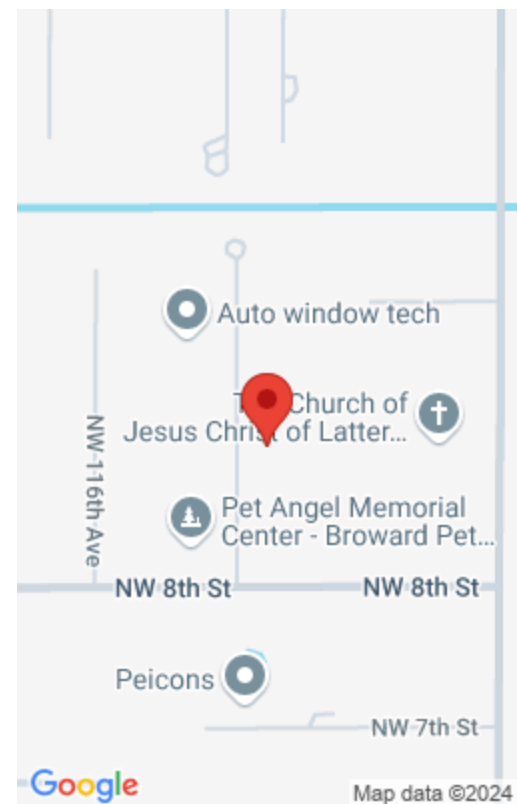 Auto window tech
Church of
Jesus Christ of Latter...
NW 116th Ave
Pet Angel Memorial
Center - Broward Pet...
NW 8th St
NW 8th St
Peicons
NW 7th St
Google
Map data ©2024